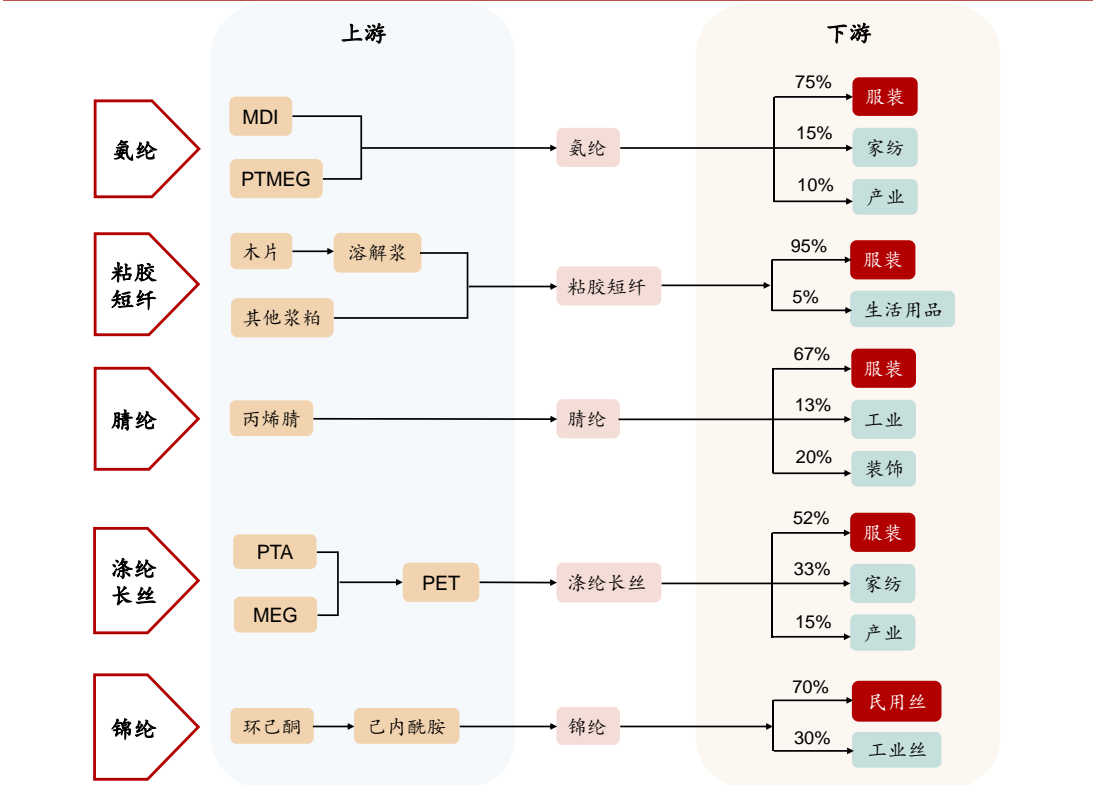 上游
下游
氨纶
MDI
PTMEG
氨纶
75%
服装
15%
家纺
10%
产业
粘胶
短纤
木片
溶解浆
其他浆粕
粘胶短纤
95%
服装
5%
生活用品
腈纶
丙烯腈
腈纶
67%
服装
13%
工业
20%
装饰
涤纶
长丝
PTA
MEG
PET
涤纶长丝
52%
服装
33%
家纺
15%
产业
锦纶
环己酮
己内酰胺
锦纶
70%
民用丝
30%
工业丝